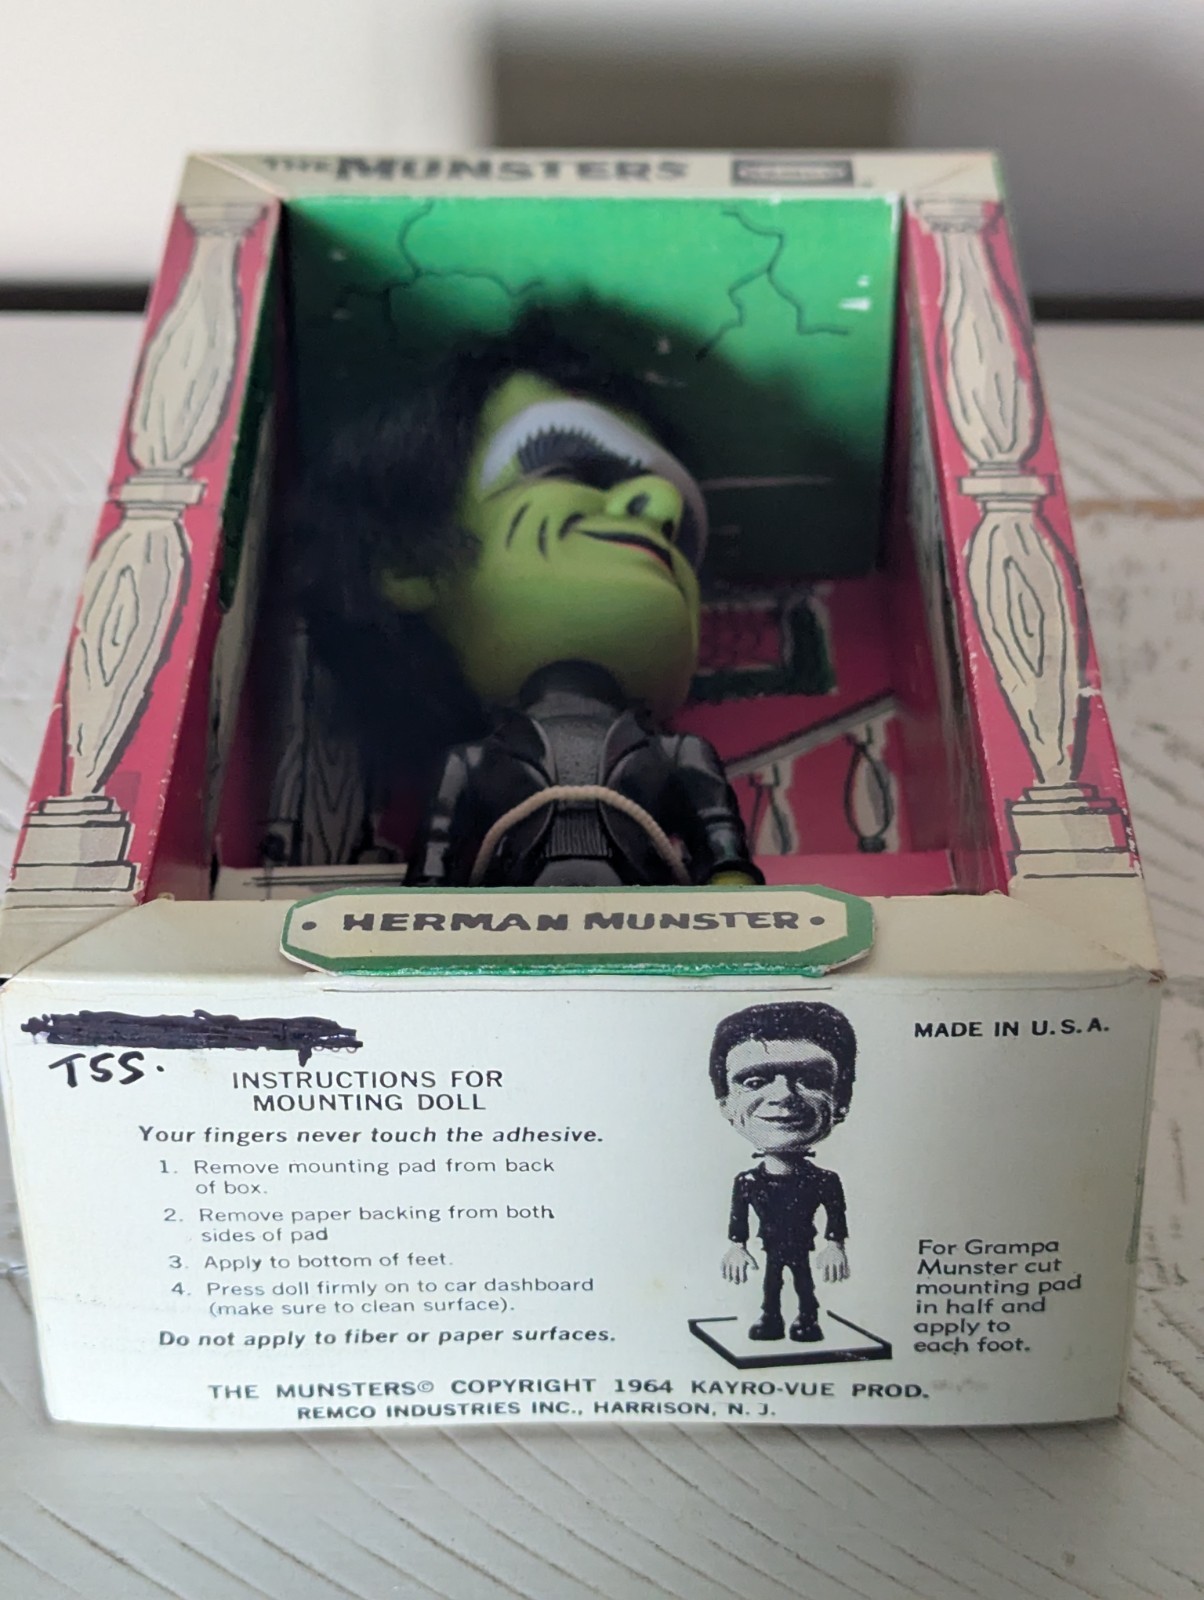 THE MUNSTERS
REMCO
• HERMAN MUNSTER •
TSS.
INSTRUCTIONS FOR
MOUNTING DOLL
Your fingers never touch the adhesive.
1. Remove mounting pad from back
of box.
2. Remove paper backing from both
sides of pad
3. Apply to bottom of feet.
4. Press doll firmly on to car dashboard
(make sure to clean surface).
Do not apply to fiber or paper surfaces.
MADE IN U.S.A.
For Grampa
Munster cut
mounting pad
in half and
apply to
each foot.
THE MUNSTERS© COPYRIGHT 1964 KAYRO-VUE PROD.
REMCO INDUSTRIES INC., HARRISON, N. J.